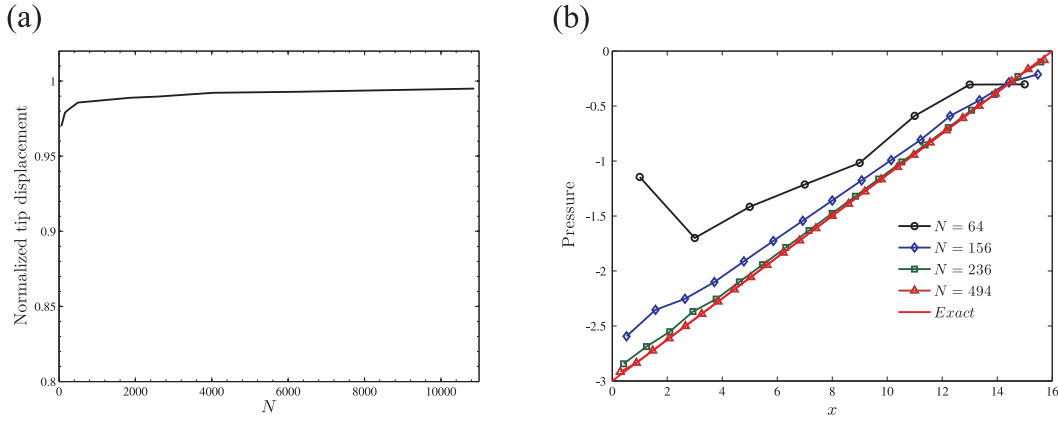 (a)
1
0.95
0.9
0.85
0.8
0
2000
4000
6000
8000
10000
N
Normalized tip displacement
(b)
0
-0.5
-1
-1.5
-2
-2.5
-3
0
2
4
6
8
10
12
14
16
x
Pressure
N = 64
N = 156
N = 236
N = 494
Exact